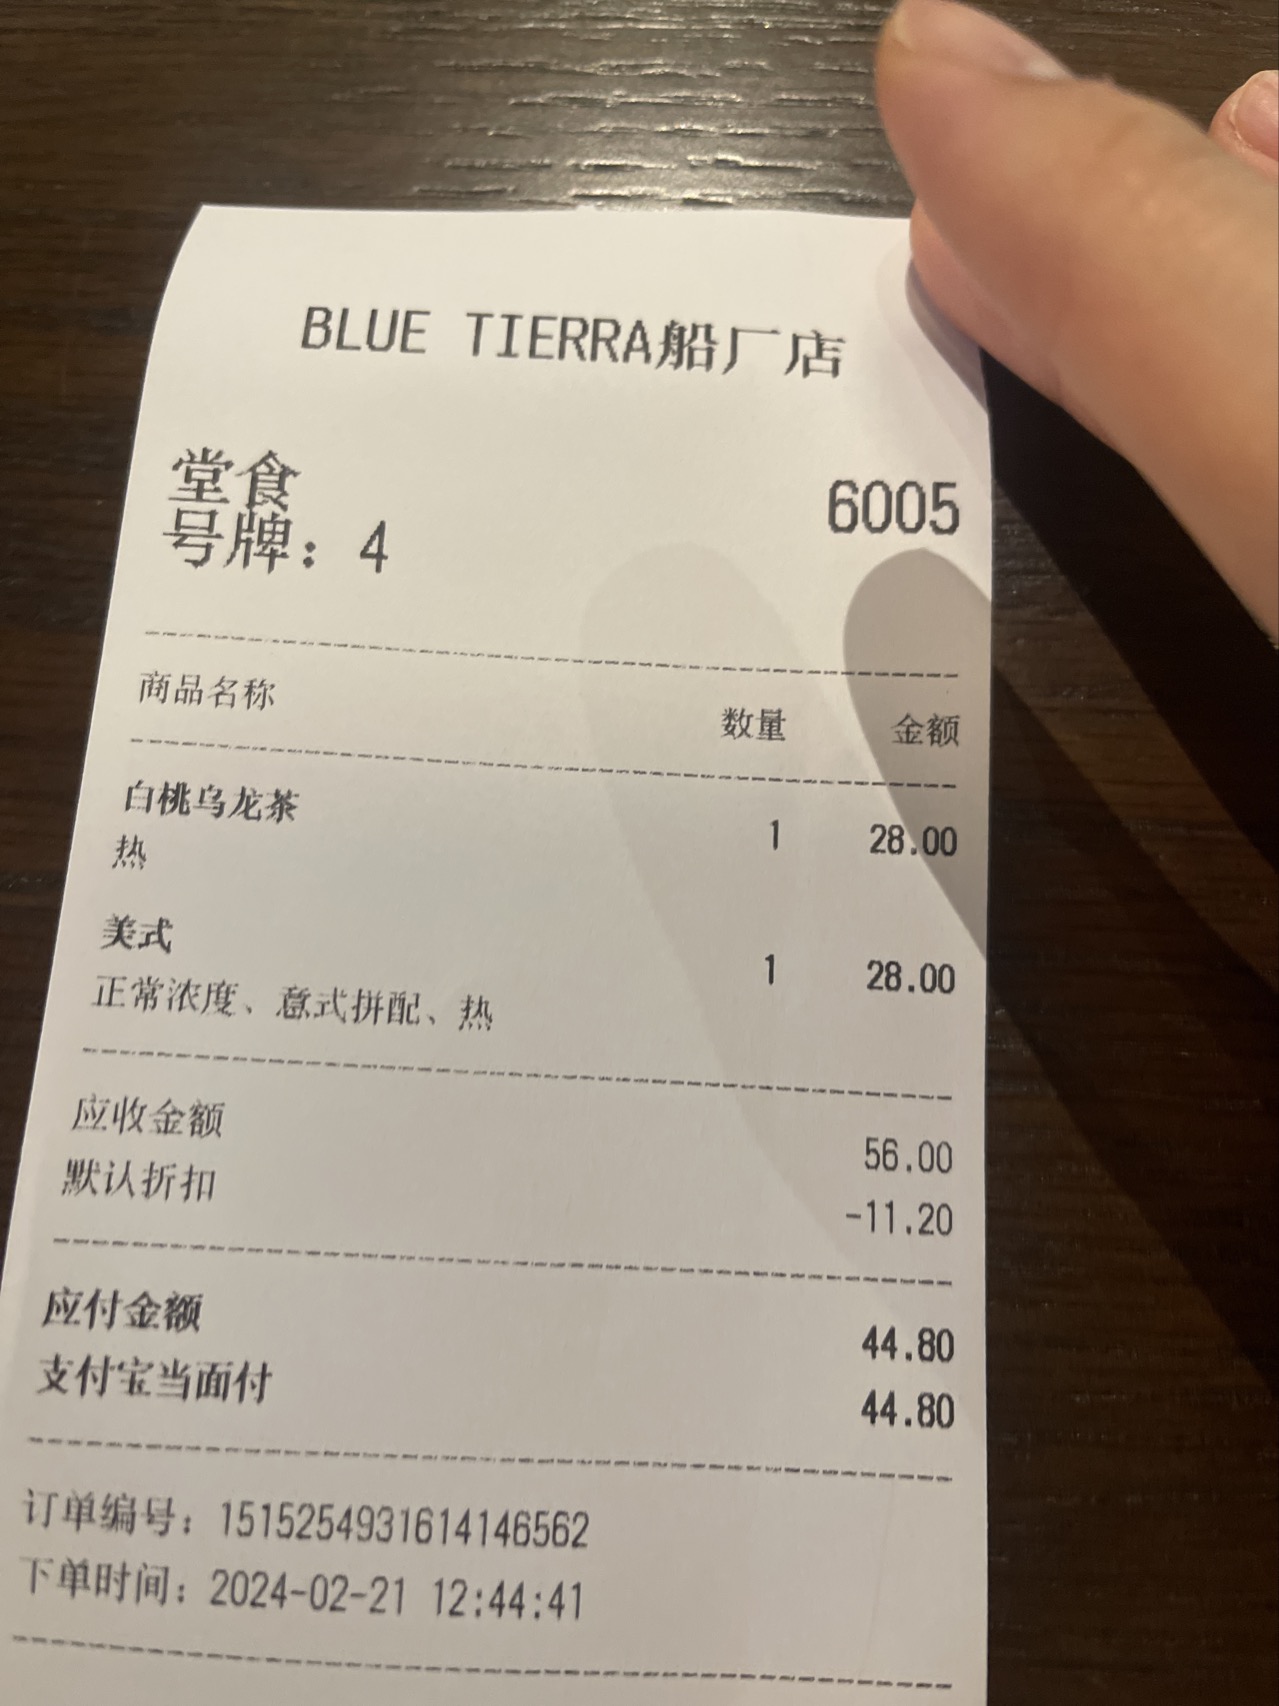 BLUE TIERRA船厂店
堂食
号牌：4 6005
商品名称 数量 金额
白桃乌龙茶 1 28.00
热
美式 1 28.00
正常浓度、意式拼配、热
应收金额 56.00
默认折扣 -11.20
应付金额 44.80
支付宝当面付 44.80
订单编号：1515254931614146562
下单时间：2024-02-21 12:44:41